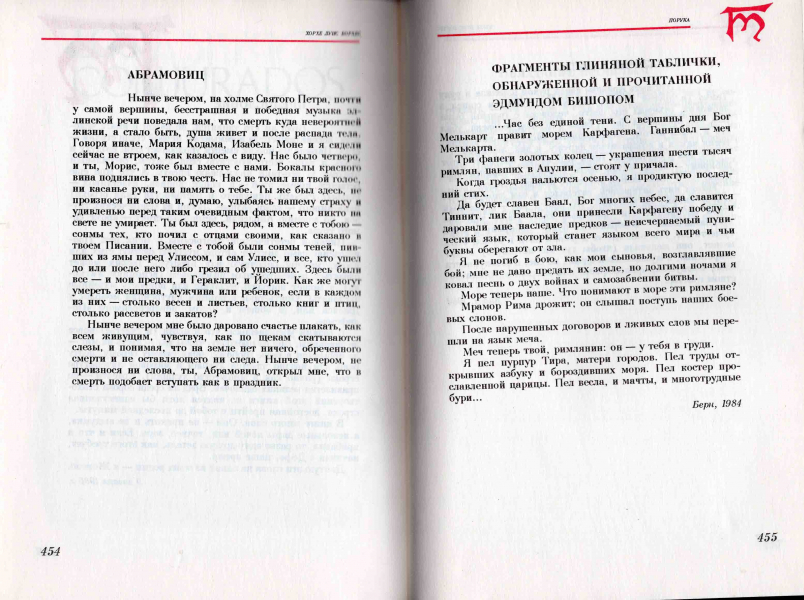 ХОРХЕ ЛУИС БОРХЕС
АБРАМОВИЦ
Нынче вечером, на холме Святого Петра, почти
у самой вершины, бесстрашная и победная музыка эл-
линской речи поведала нам, что смерть куда невероятней
жизни, а стало быть, душа живет и после распада тела.
Говоря иначе, Мария Кодама, Изабель Моне и я сидели
сейчас не втроем, как казалось с виду. Нас было четверо,
и ты, Морис, тоже был вместе с нами. Бокалы красного
вина поднялись в твою честь. Нас не томил ни твой голос,
ни касанье руки, ни память о тебе. Ты же был здесь, не
произнося ни слова и, думаю, улыбаясь нашему страху и
удивленью перед таким очевидным фактом, что никто на
свете не умирает. Ты был здесь, рядом, а вместе с тобою —
сонмы тех, кто почил с отцами своими, как сказано в
твоем Писании. Вместе с тобой были сонмы теней, пив-
ших из ямы перед Улиссом, и сам Улисс, и все, кто ушел
до или после него либо грезил об ушедших. Здесь были
все — и мои предки, и Гераклит, и Йорик. Как же могут
умереть женщина, мужчина или ребенок, если в каждом
из них — столько весен и листьев, столько книг и птиц,
столько рассветов и закатов?
Нынче вечером мне было даровано счастье плакать, как
всем живущим, чувствуя, как по щекам скатываются
слезы, и понимая, что на земле нет ничего, обреченного
смерти и не оставляющего ни следа. Нынче вечером, не
произнося ни слова, ты, Абрамовиц, открыл мне, что в
смерть подобает вступать как в праздник.
454
ПОРУКА
ФРАГМЕНТЫ ГЛИНЯНОЙ ТАБЛИЧКИ,
ОБНАРУЖЕННОЙ И ПРОЧИТАННОЙ
ЭДМУНДОМ БИШОПОМ
...Час без единой тени. С вершины дня Бог
Мелькарт правит морем Карфагена. Ганнибал — меч
Мелькарта.
Три фанеги золотых колец — украшения шести тысяч
римлян, павших в Апулии, — стоят у причала.
Когда гроздья нальются осенью, я продиктую послед-
ний стих.
Да будет славен Баал, Бог многих небес, да славится
Тиннит, лик Баала, они принесли Карфагену победу и
даровали мне наследие предков — неисчерпаемый пуни-
ческий язык, который станет языком всего мира и чьи
буквы оберегают от зла.
Я не погиб в бою, как мои сыновья, возглавлявшие
бой; мне не дано предать их земле, но долгими ночами я
ковал песнь о двух войнах и самозабвении битвы.
Море теперь наше. Что понимают в море эти римляне?
Мрамор Рима дрожит; он слышал поступь наших бое-
вых слонов.
После нарушенных договоров и лживых слов мы пере-
шли на язык меча.
Меч теперь твой, римлянин: он — у тебя в груди.
Я пел пурпур Тира, матери городов. Пел труды от-
крывших азбуку и бороздивших моря. Пел костер про-
славленной царицы. Пел весла, и мачты, и многотрудные
бури...
Берн, 1984
455